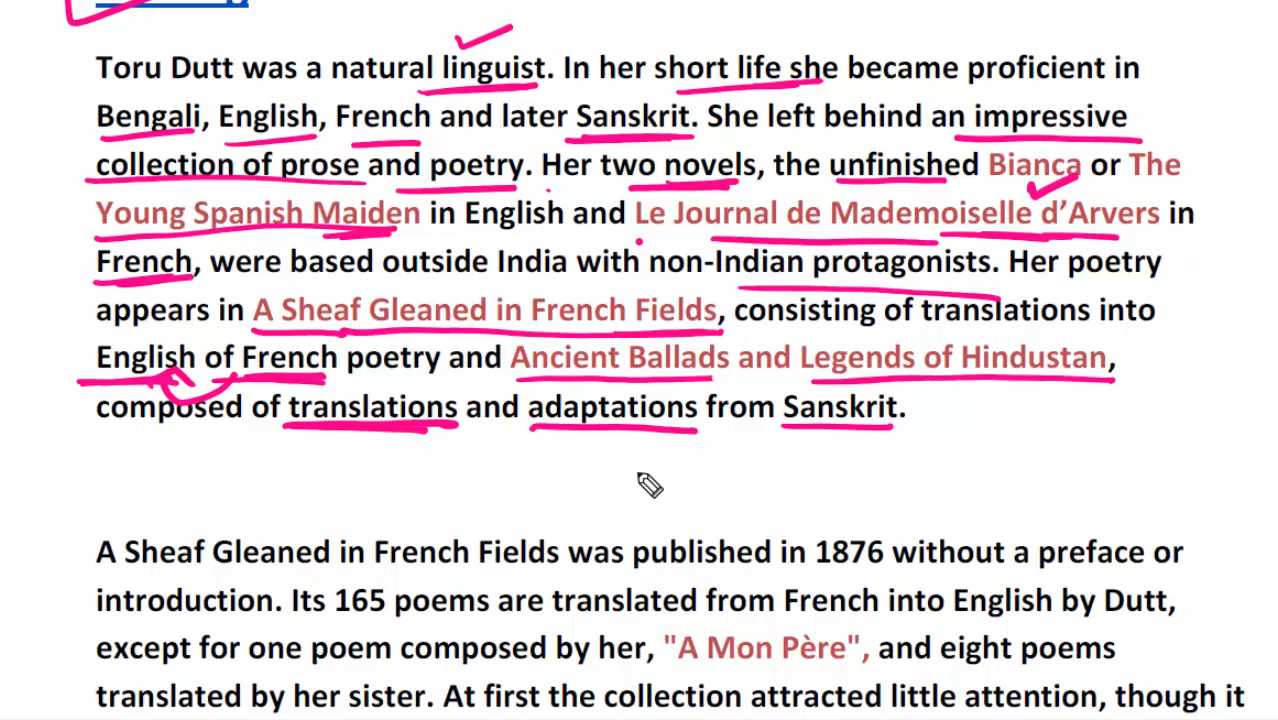 Toru Dutt was a natural linguist. In her short life she became proficient in
Bengali, English, French and later Sanskrit. She left behind an impressive
collection of prose and poetry. Her two novels, the unfinished Bianca or The
Young Spanish Maiden in English and Le Journal de Mademoiselle d’Arvers in
French, were based outside India with non-Indian protagonists. Her poetry
appears in A Sheaf Gleaned in French Fields, consisting of translations into
English of French poetry and Ancient Ballads and Legends of Hindustan,
composed of translations and adaptations from Sanskrit.
A Sheaf Gleaned in French Fields was published in 1876 without a preface or
introduction. Its 165 poems are translated from French into English by Dutt,
except for one poem composed by her, "A Mon Père", and eight poems
translated by her sister. At first the collection attracted little attention, though it